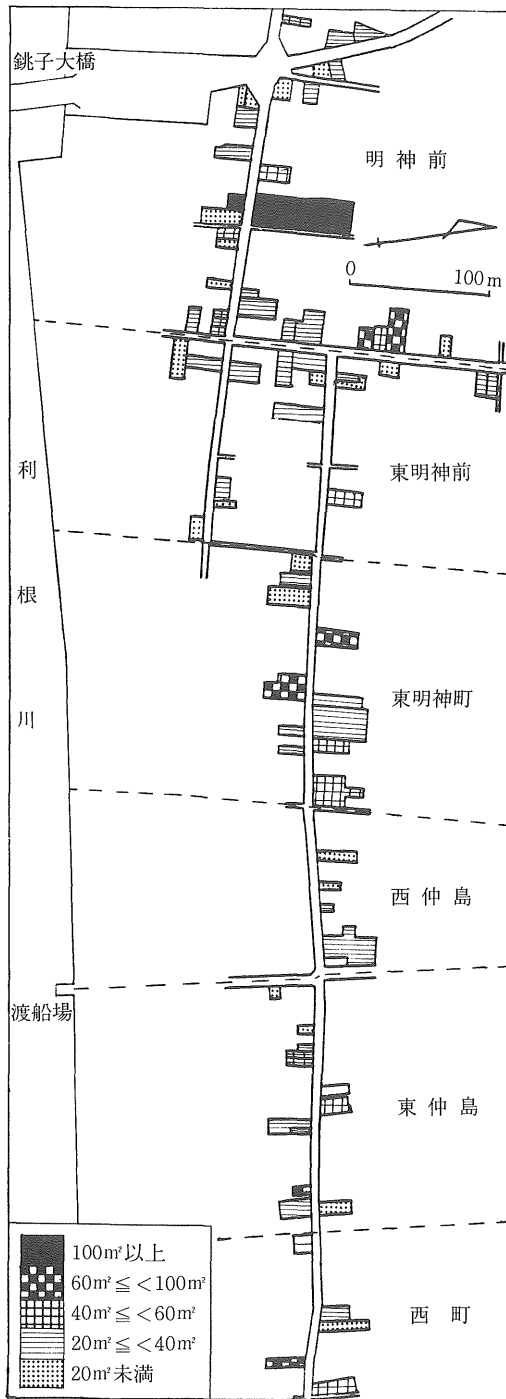 銚子大橋
明神前
0 100m
利根川
東明神前
東明神町
西仲島
渡船場
東仲島
西町
100㎡以上
60㎡≦<100㎡
40㎡≦<60㎡
20㎡≦<40㎡
20㎡未満